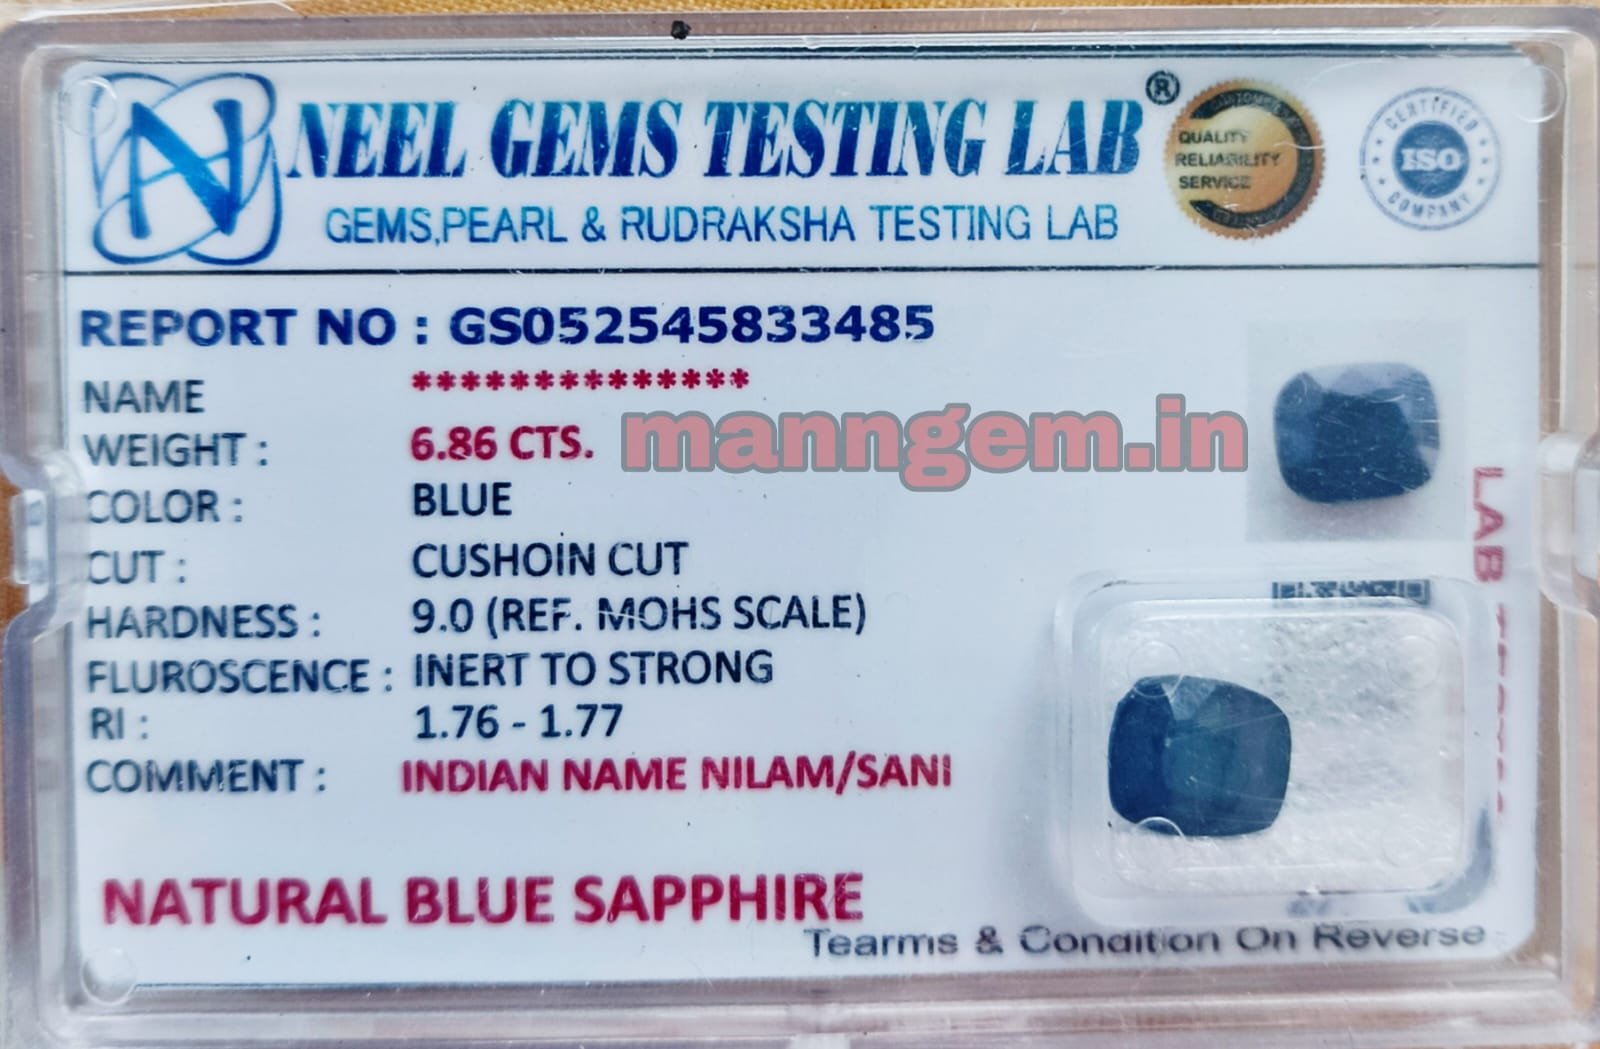 NEEL GEMS TESTING LAB®
GEMS,PEARL & RUDRAKSHA TESTING LAB
QUALITY
RELIABILITY
SERVICE
CERTIFIED
ISO
COMPANY
REPORT NO : GS052545833485
NAME **************
WEIGHT : 6.86 CTS.
manngem.in
COLOR : BLUE
CUT : CUSHOIN CUT
HARDNESS : 9.0 (REF. MOHS SCALE)
FLUROSCENCE : INERT TO STRONG
RI : 1.76 - 1.77
COMMENT : INDIAN NAME NILAM/SANI
NATURAL BLUE SAPPHIRE
Tearms & Condition On Reverse
LAB